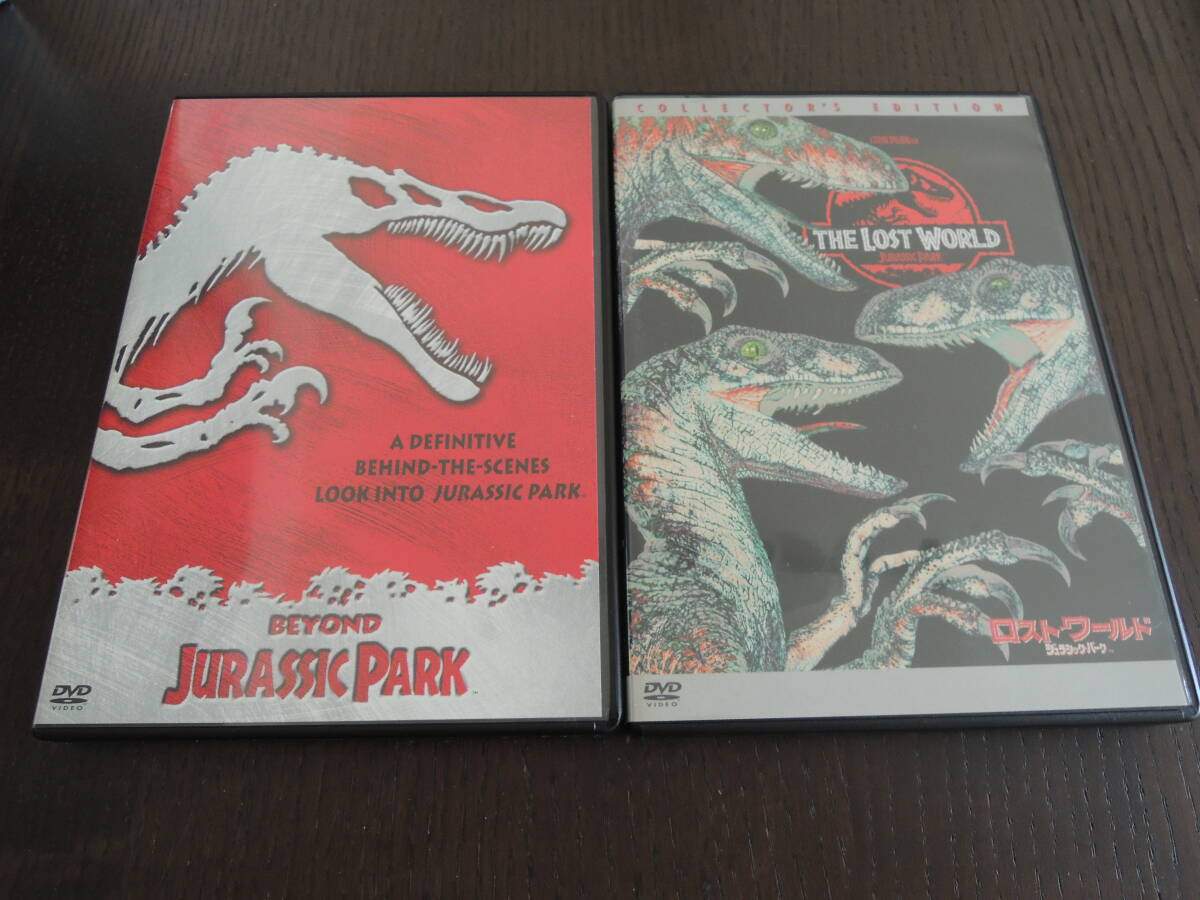 A DEFINITIVE
BEHIND-THE-SCENES
LOOK INTO JURASSIC PARK
BEYOND
JURASSIC PARK
DVD
VIDEO
COLLECTOR'S EDITION
THE LOST WORLD
JURASSIC PARK
ロスト・ワールド
ジュラシック・パーク
DVD
VIDEO